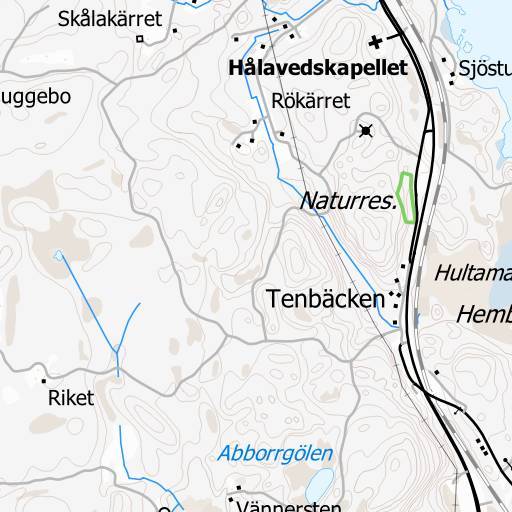 Skålakärret
Hålavedskapellet
Sjöstu
uggebo
Rökärret
Naturres.
Hultama
Tenbäcken
Hemb
Riket
Abborrgölen
Vännersten